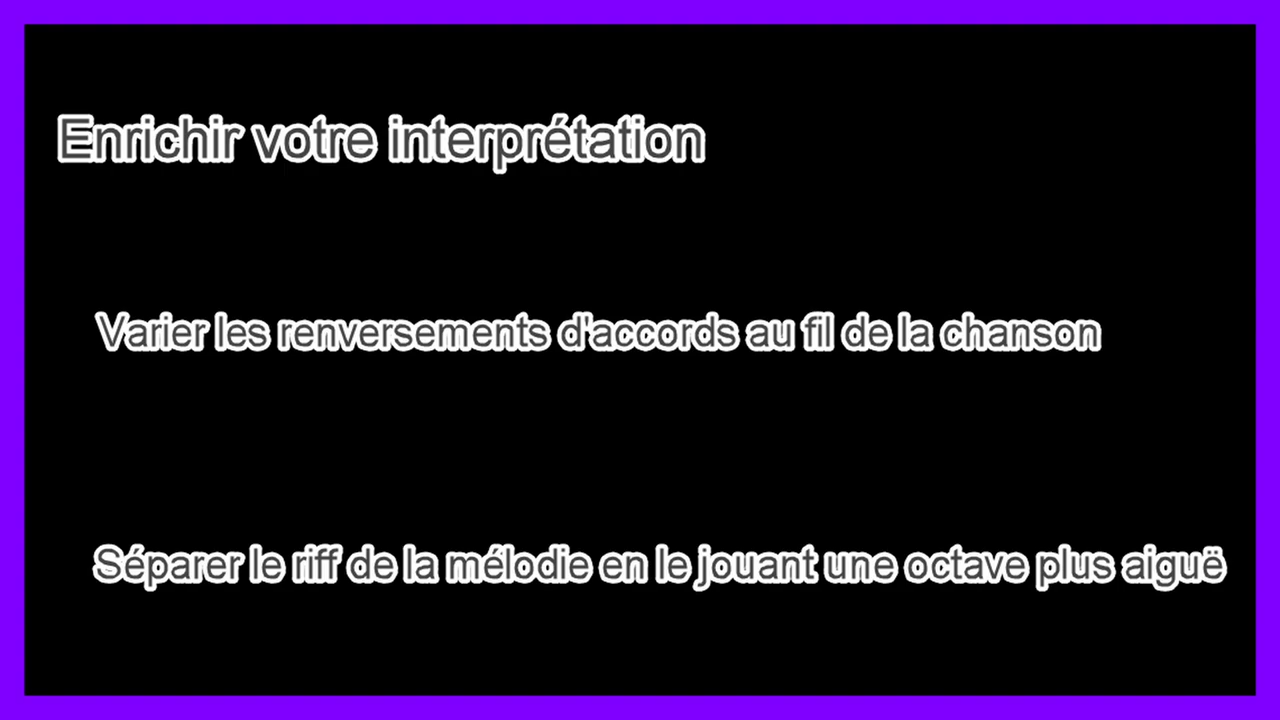 Enrichir votre interprétation
Varier les renversements d'accords au fil de la chanson
Séparer le riff de la mélodie en le jouant une octave plus aiguë